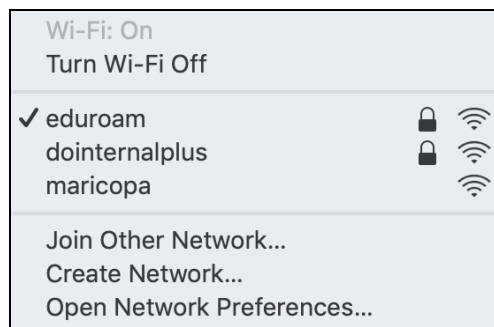 Wi-Fi: On
Turn Wi-Fi Off
eduroam
dointernalplus
maricopa
Join Other Network...
Create Network...
Open Network Preferences...